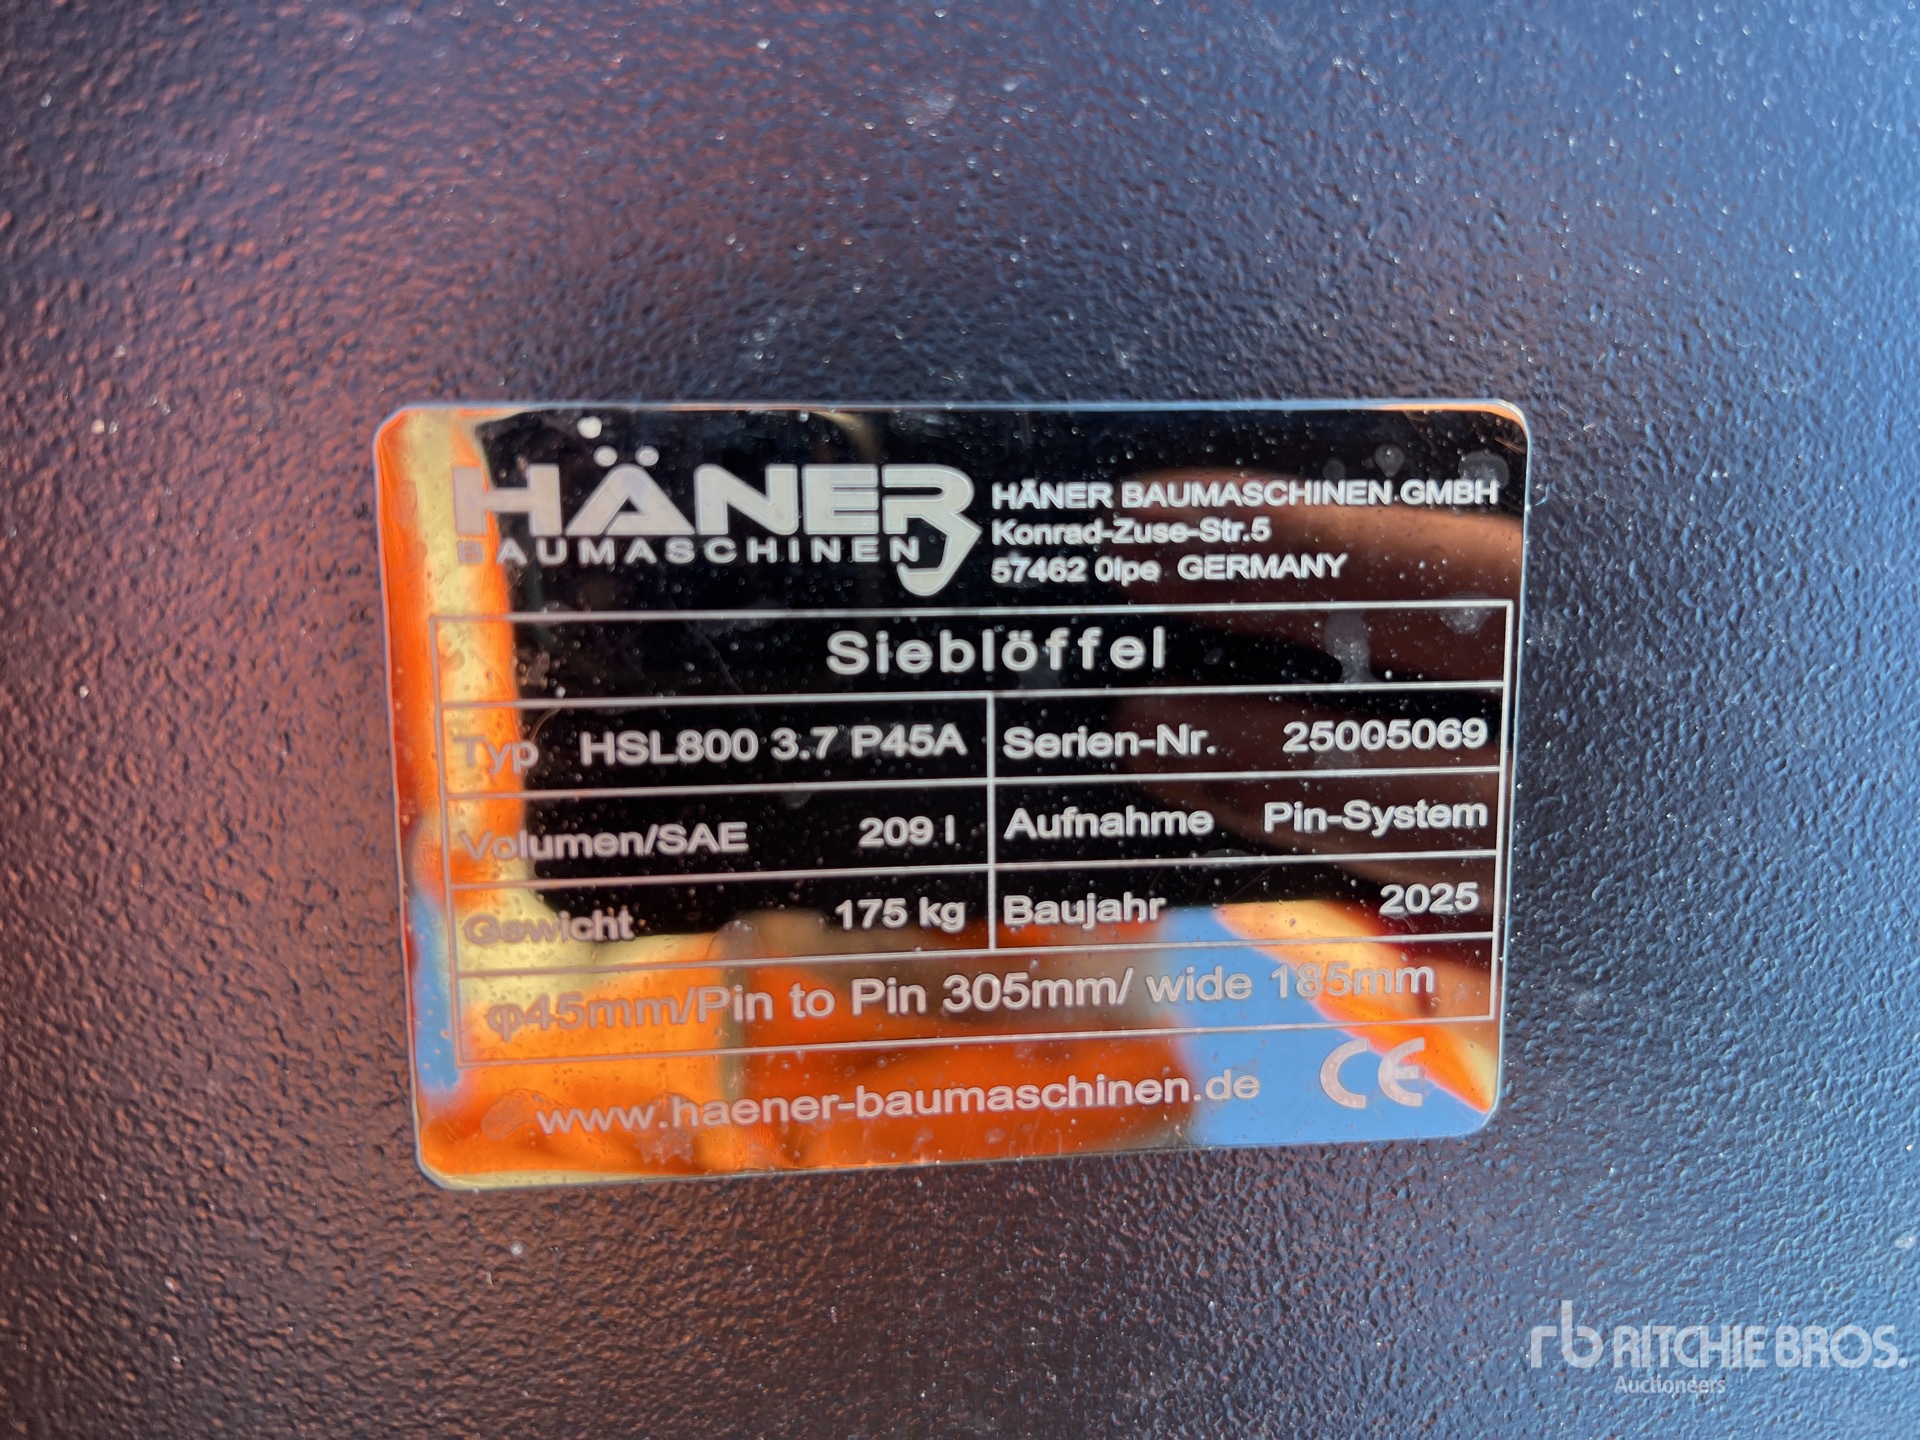 HÄNER
BAUMASCHINEN
HÄNER BAUMASCHINEN GMBH
Konrad-Zuse-Str.5
57462 Olpe GERMANY
Sieblöffel
Typ HSL800 3.7 P45A
Serien-Nr. 25005069
Volumen/SAE 209 l
Aufnahme Pin-System
Gewicht 175 kg
Baujahr 2025
φ45mm/Pin to Pin 305mm/ wide 185mm
www.haener-baumaschinen.de CE
rb RITCHIE BROS.
Auctioneers